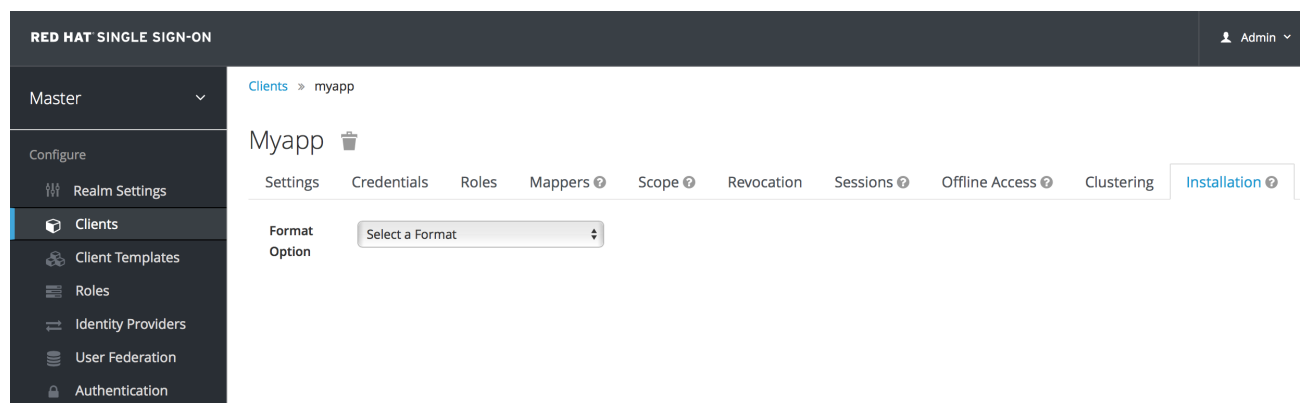 RED HAT SINGLE SIGN-ON
Admin
Master
Clients » myapp
Myapp
Configure
Settings Credentials Roles Mappers Scope Revocation Sessions Offline Access Clustering Installation
Realm Settings
Clients
Client Templates
Roles
Identity Providers
User Federation
Authentication
Format
Option
Select a Format